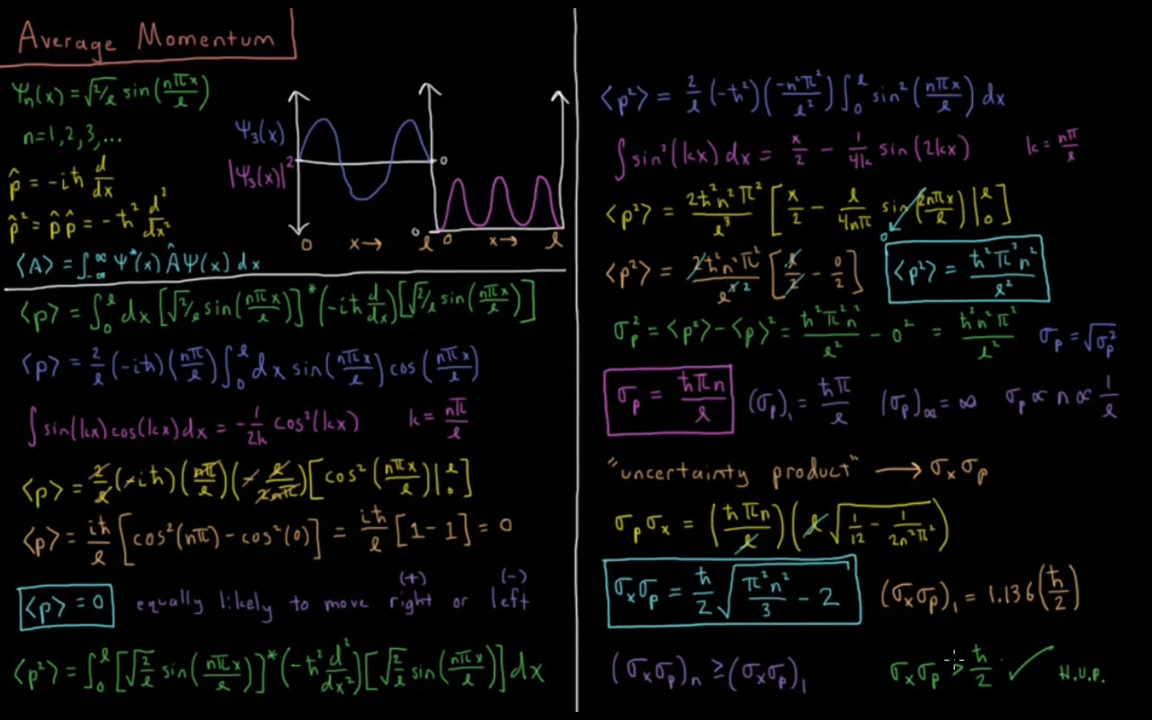 Average Momentum
Ψₙ(x) = √(2/ℓ) sin(nπx/ℓ)
n=1,2,3,...
p̂ = -iħ d/dx
p̂² = p̂ p̂ = -ħ² d²/dx²
⟨A⟩ = ∫_{-∞}^{∞} Ψ*(x) Â Ψ(x) dx
Ψ₃(x)
|Ψ₃(x)|²
0
0
0 x→ ℓ 0 x→ ℓ
⟨p⟩ = ∫₀^ℓ dx [√(2/ℓ) sin(nπx/ℓ)]* (-iħ d/dx) [√(2/ℓ) sin(nπx/ℓ)]
⟨p⟩ = 2/ℓ (-iħ) (nπ/ℓ) ∫₀^ℓ dx sin(nπx/ℓ) cos(nπx/ℓ)
∫ sin(kx) cos(kx) dx = -1/2k cos²(kx) k = nπ/ℓ
⟨p⟩ = 2/ℓ (-iħ) (nπ/ℓ) (-ℓ/2nπ) [cos²(nπx/ℓ) |₀^ℓ]
⟨p⟩ = iħ/ℓ [cos²(nπ) - cos²(0)] = iħ/ℓ [1-1] = 0
(+) (-)
⟨p⟩ = 0 equally likely to move right or left
⟨p²⟩ = ∫₀^ℓ [√(2/ℓ) sin(nπx/ℓ)]* (-ħ² d²/dx²) [√(2/ℓ) sin(nπx/ℓ)] dx
⟨p²⟩ = 2/ℓ (-ħ²) (-n²π²/ℓ²) ∫₀^ℓ sin²(nπx/ℓ) dx
∫ sin²(kx) dx = x/2 - 1/4k sin(2kx) k = nπ/ℓ
⟨p²⟩ = 2ħ²n²π²/ℓ³ [x/2 - ℓ/4nπ sin(2nπx/ℓ) |₀^ℓ]
0
⟨p²⟩ = 2ħ²n²π²/ℓ³² [ℓ/2 - 0/2] ⟨p²⟩ = ħ²π²n²/ℓ²
σₚ² = ⟨p²⟩ - ⟨p⟩² = ħ²π²n²/ℓ² - 0² = ħ²n²π²/ℓ² σₚ = √σₚ²
σₚ = ħπn/ℓ (σₚ)₁ = ħπ/ℓ (σₚ)_∞ = ∞ σₚ ∝ n ∝ 1/ℓ
"uncertainty product" → σₓσₚ
σₚσₓ = (ħπn/ℓ) (ℓ √(1/12 - 1/2n²π²))
σₓσₚ = ħ/2 √(π²n²/3 - 2) (σₓσₚ)₁ = 1.136 (ħ/2)
(σₓσₚ)ₙ ≥ (σₓσₚ)₁ σₓσₚ > ħ/2 ✓ H.U.P.